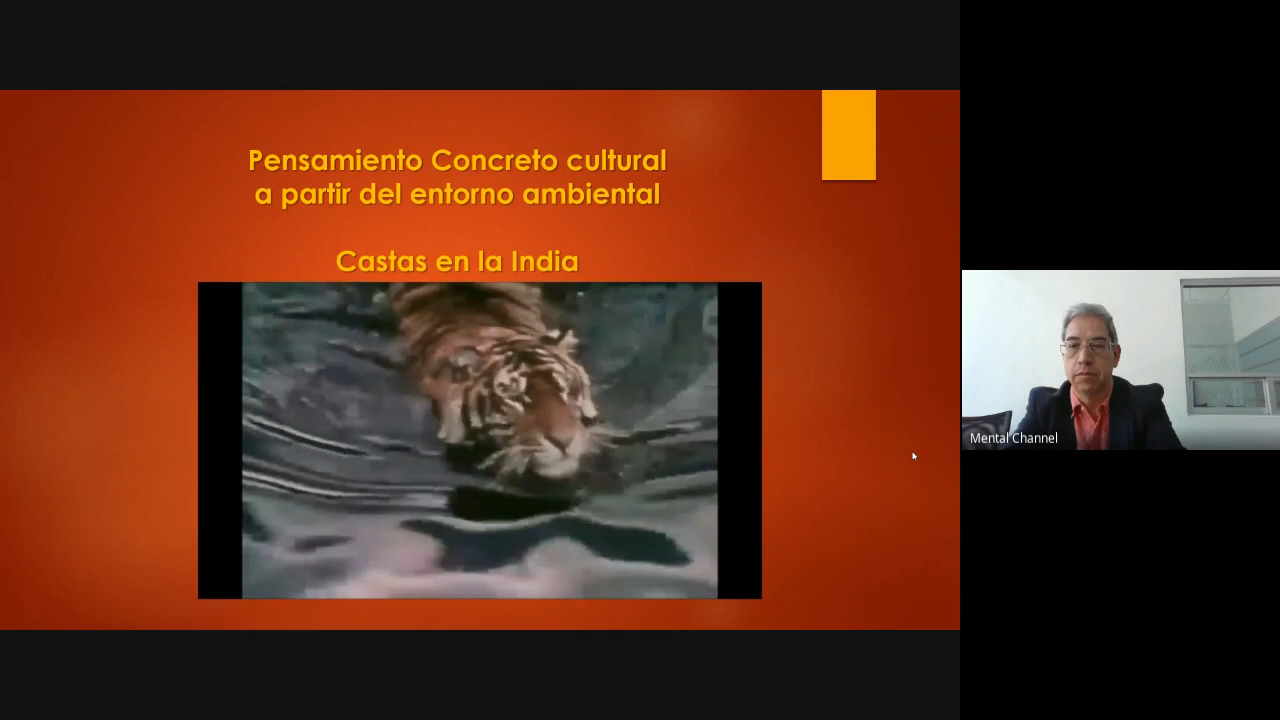 Pensamiento Concreto cultural
a partir del entorno ambiental
Castas en la India
Mental Channel